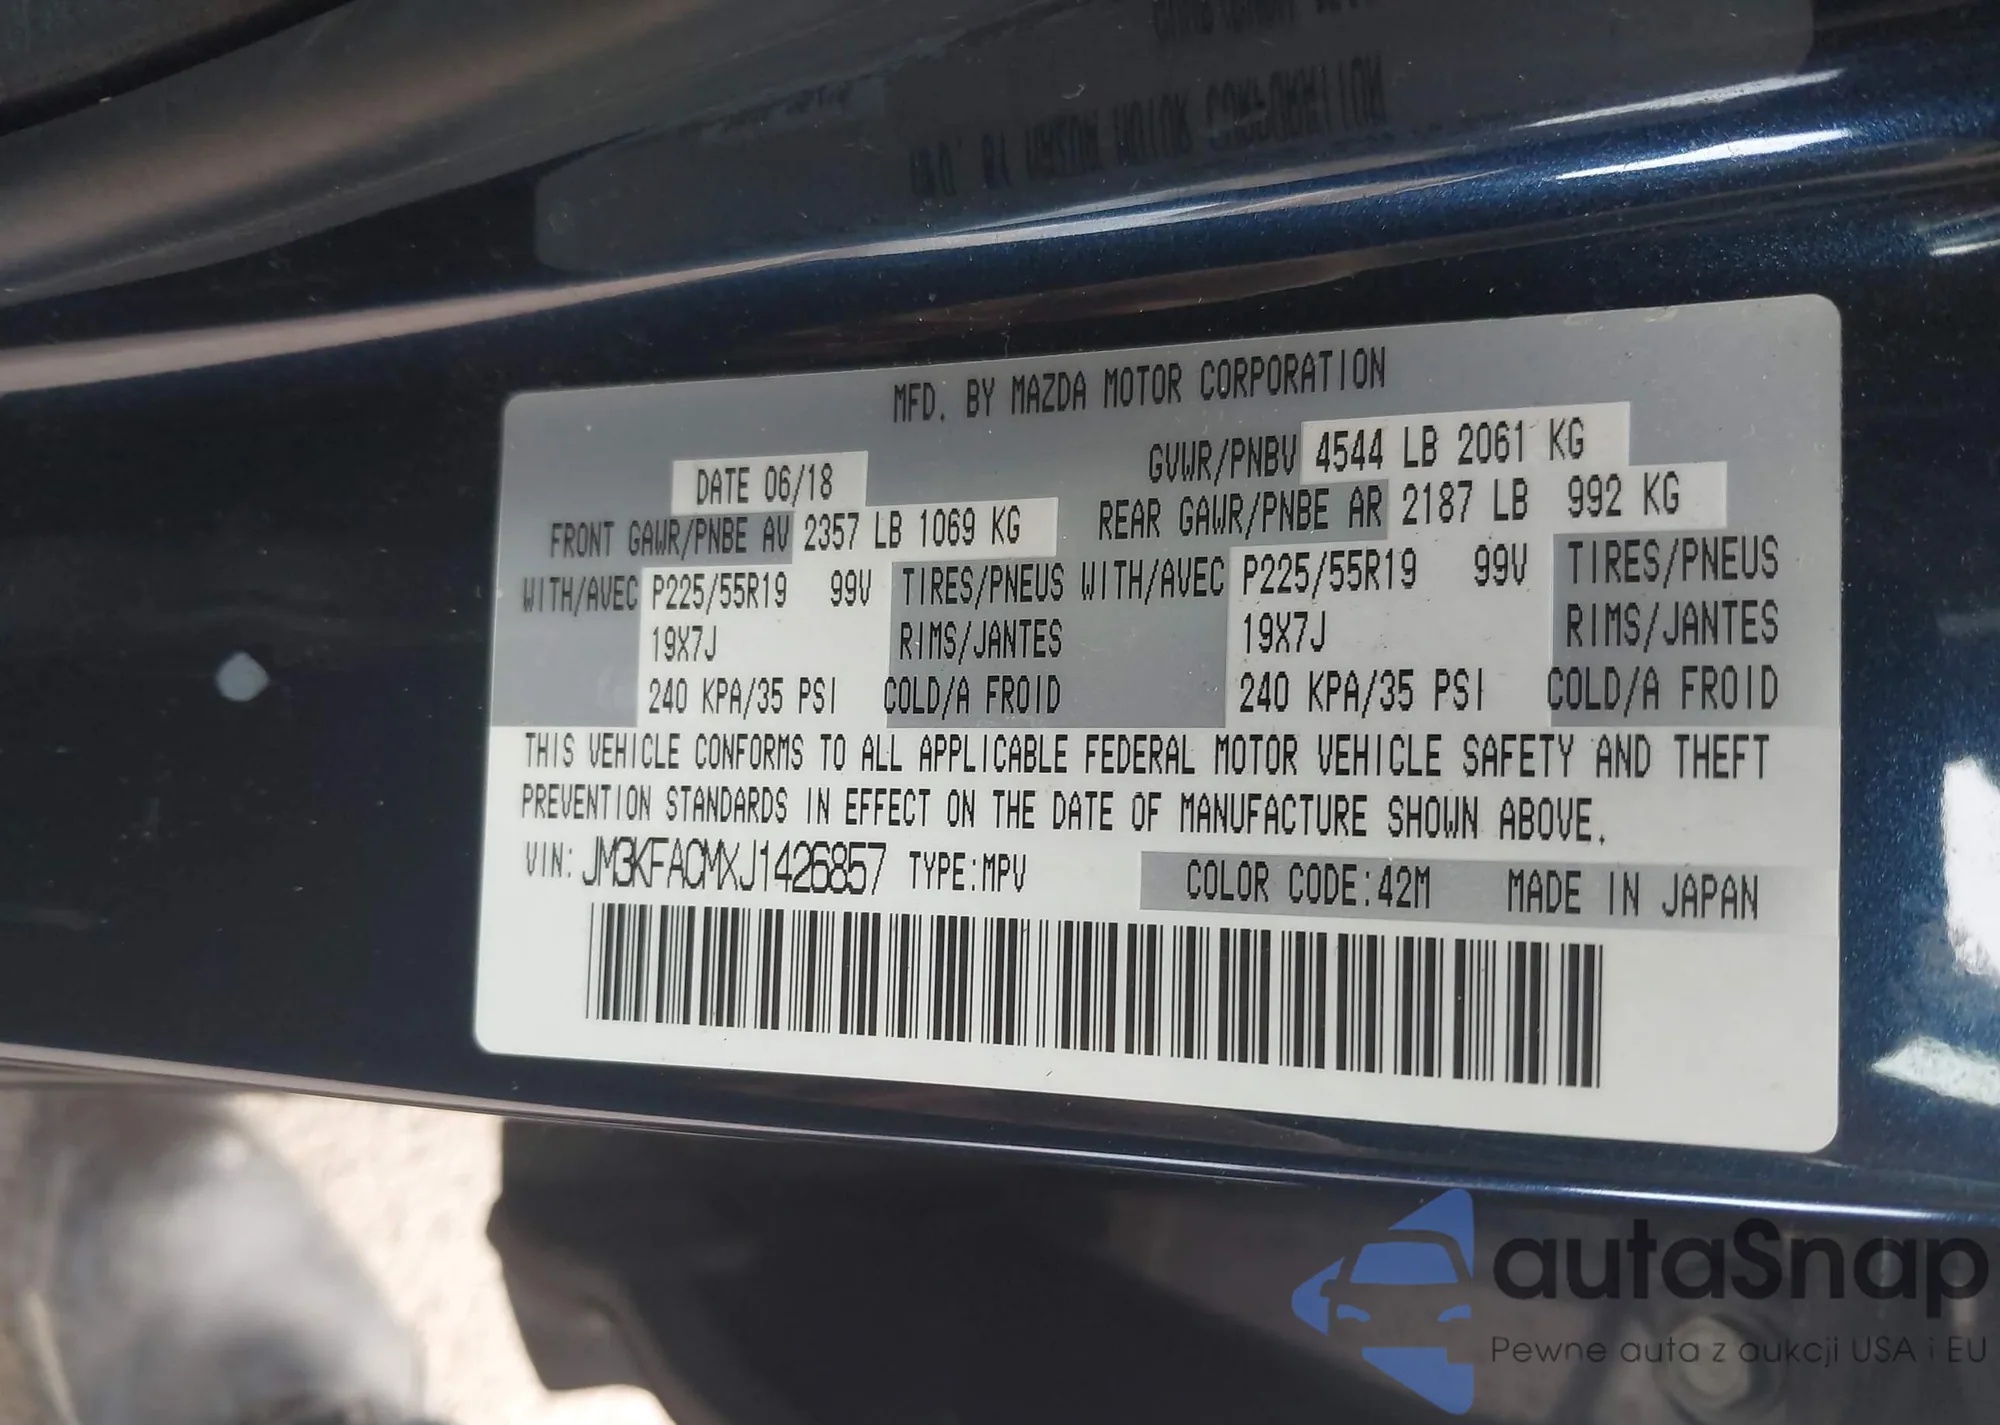 MFD. BY MAZDA MOTOR CORPORATION
DATE 06/18 GVWR/PNBV 4544 LB 2061 KG
FRONT GAWR/PNBE AV 2357 LB 1069 KG REAR GAWR/PNBE AR 2187 LB 992 KG
WITH/AVEC P225/55R19 99V TIRES/PNEUS WITH/AVEC P225/55R19 99V TIRES/PNEUS
19X7J RIMS/JANTES 19X7J RIMS/JANTES
240 KPA/35 PSI COLD/A FROID 240 KPA/35 PSI COLD/A FROID
THIS VEHICLE CONFORMS TO ALL APPLICABLE FEDERAL MOTOR VEHICLE SAFETY AND THEFT
PREVENTION STANDARDS IN EFFECT ON THE DATE OF MANUFACTURE SHOWN ABOVE.
VIN: JM3KFACMXJ1426857 TYPE:MPV COLOR CODE:42M MADE IN JAPAN
autaSnap
Pewne auta z aukcji USA i EU